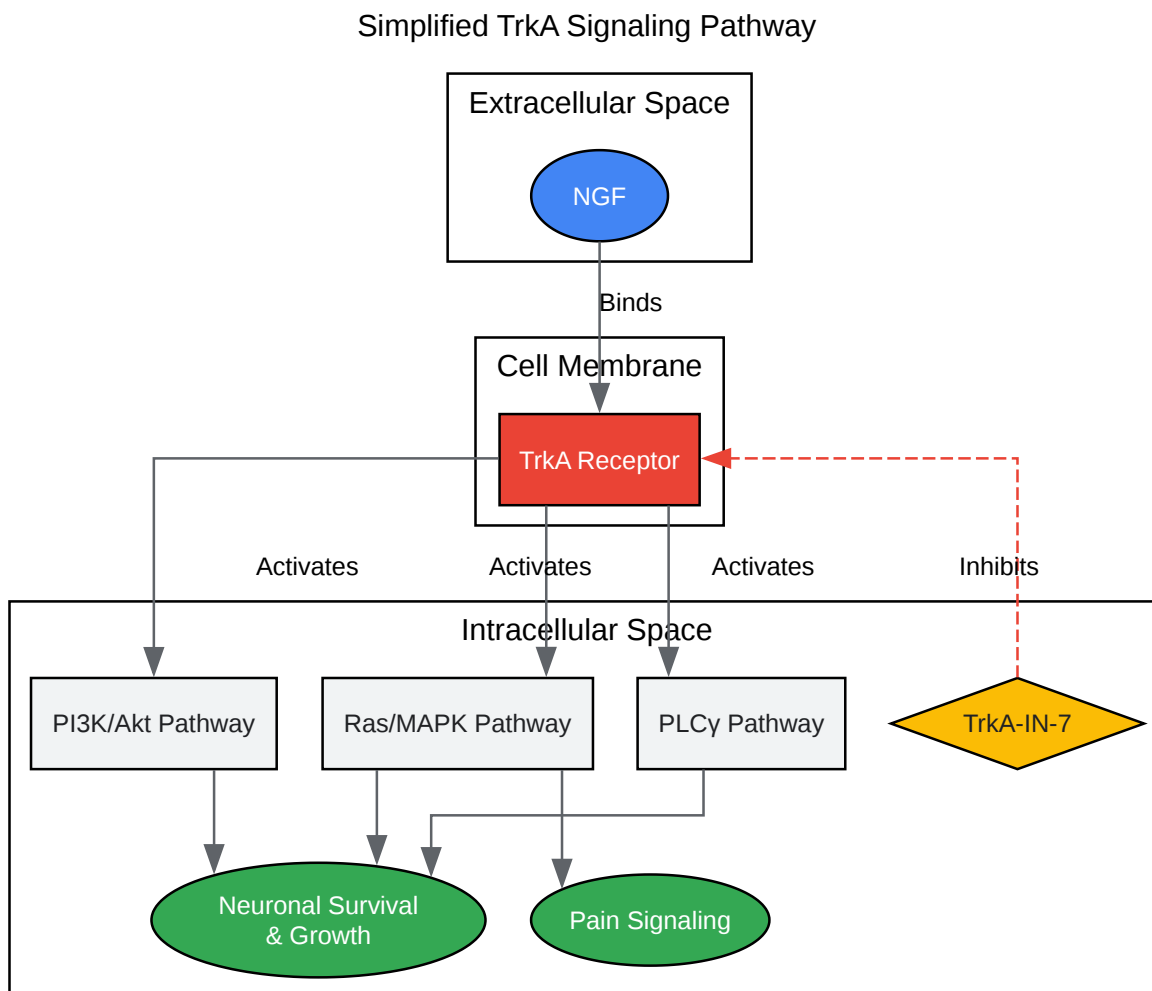 Simplified TrkA Signaling Pathway
Extracellular Space
NGF
Binds
Cell Membrane
TrkA Receptor
Activates
Activates
Activates
Inhibits
Intracellular Space
PI3K/Akt Pathway
Ras/MAPK Pathway
PLCγ Pathway
TrkA-IN-7
Neuronal Survival
& Growth
Pain Signaling